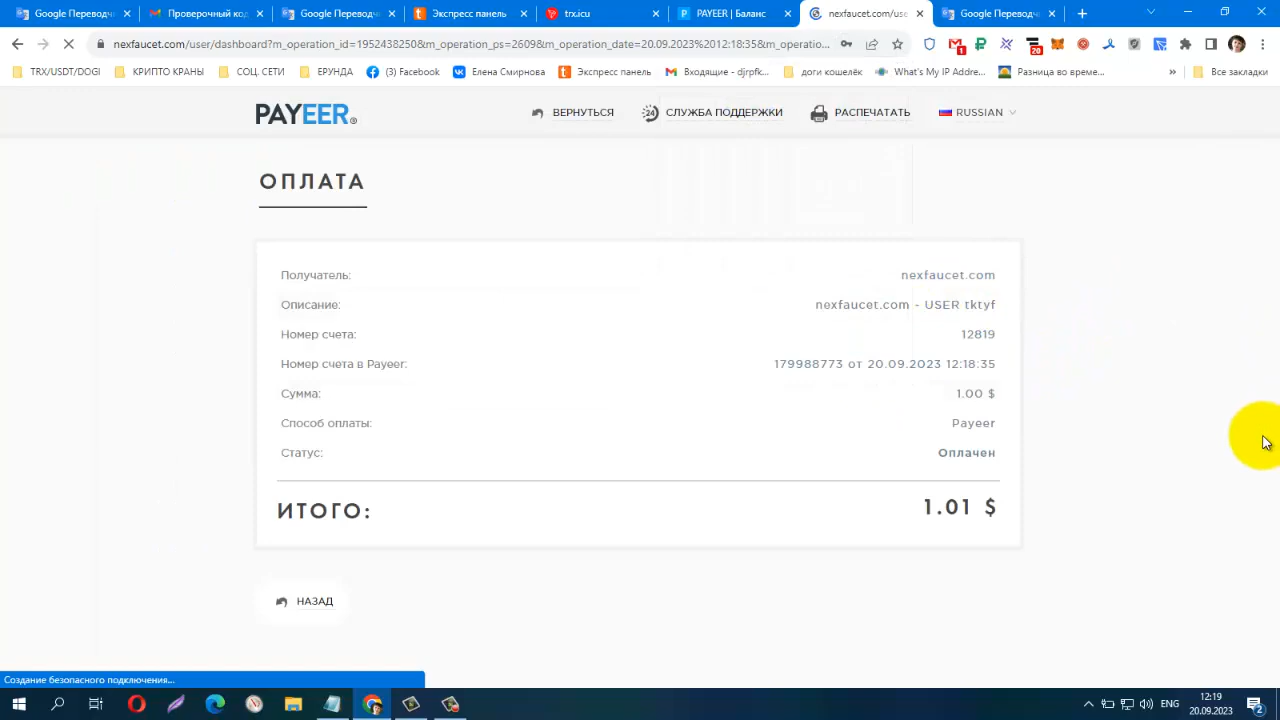 Google Переводч
Проверочный код
Google Переводч
Экспресс панель
trx.icu
PAYEER | Баланс
nexfaucet.com/use
Google Переводч
nexfaucet.com/user/dashboard?m_operation_id=1952438250&m_operation_ps=2609&m_operation_date=20.09.2023%2012:18:35&m_operatio...
1
20
TRX/USDT/DOGI
КРИПТО КРАНЫ
СОЦ. СЕТИ
ЕРУНДА
(3) Facebook
Елена Смирнова
Экспресс панель
Входящие - djrpfk...
доги кошелёк
What's My IP Addre...
Разница во време...
»
Все закладки
PAYEER®
ВЕРНУТЬСЯ
24
СЛУЖБА ПОДДЕРЖКИ
РАСПЕЧАТАТЬ
RUSSIAN
ОПЛАТА
Получатель: nexfaucet.com
Описание: nexfaucet.com - USER tktyf
Номер счета: 12819
Номер счета в Payeer: 179988773 от 20.09.2023 12:18:35
Сумма: 1.00 $
Способ оплаты: Payeer
Статус: Оплачен
ИТОГО: 1.01 $
НАЗАД
Создание безопасного подключения...
ENG
12:19
20.09.2023
2